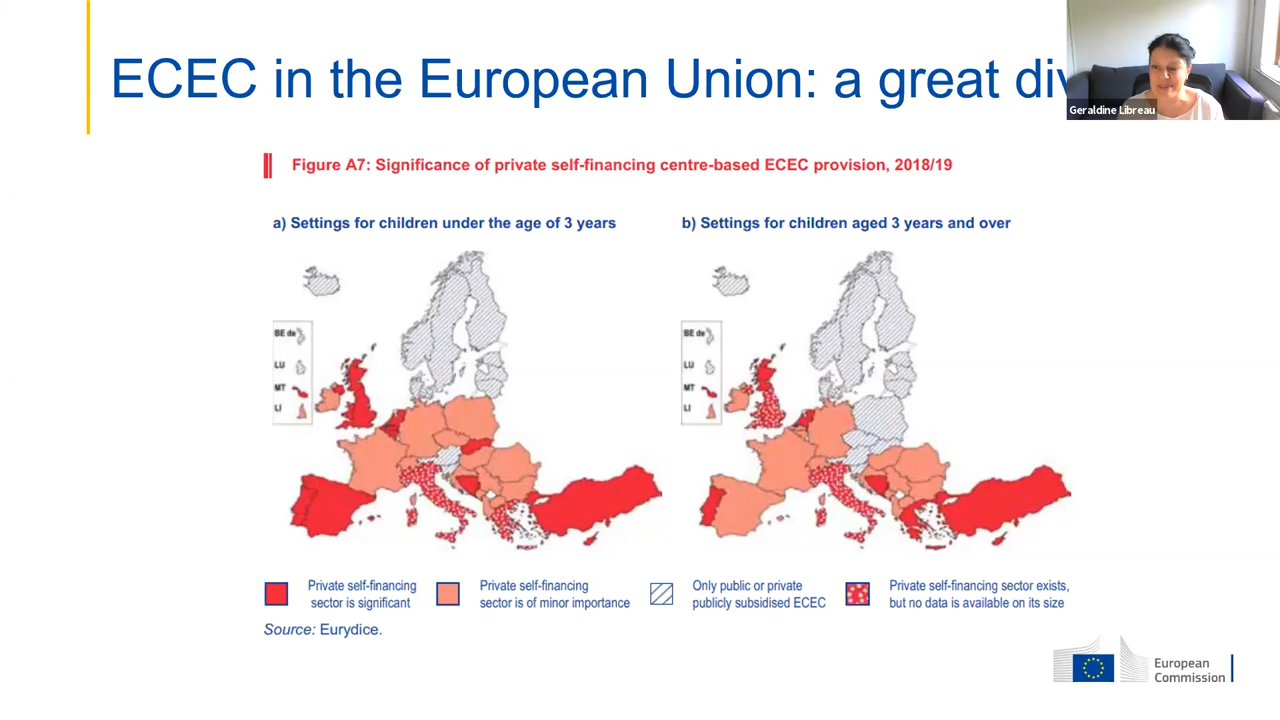 ECEC in the European Union: a great div
Geraldine Libreau
Figure A7: Significance of private self-financing centre-based ECEC provision, 2018/19
a) Settings for children under the age of 3 years
b) Settings for children aged 3 years and over
BE de
LU
MT
LI
BE de
LU
MT
LI
Private self-financing
sector is significant
Private self-financing
sector is of minor importance
Only public or private
publicly subsidised ECEC
Private self-financing sector exists,
but no data is available on its size
Source: Eurydice.
European
Commission